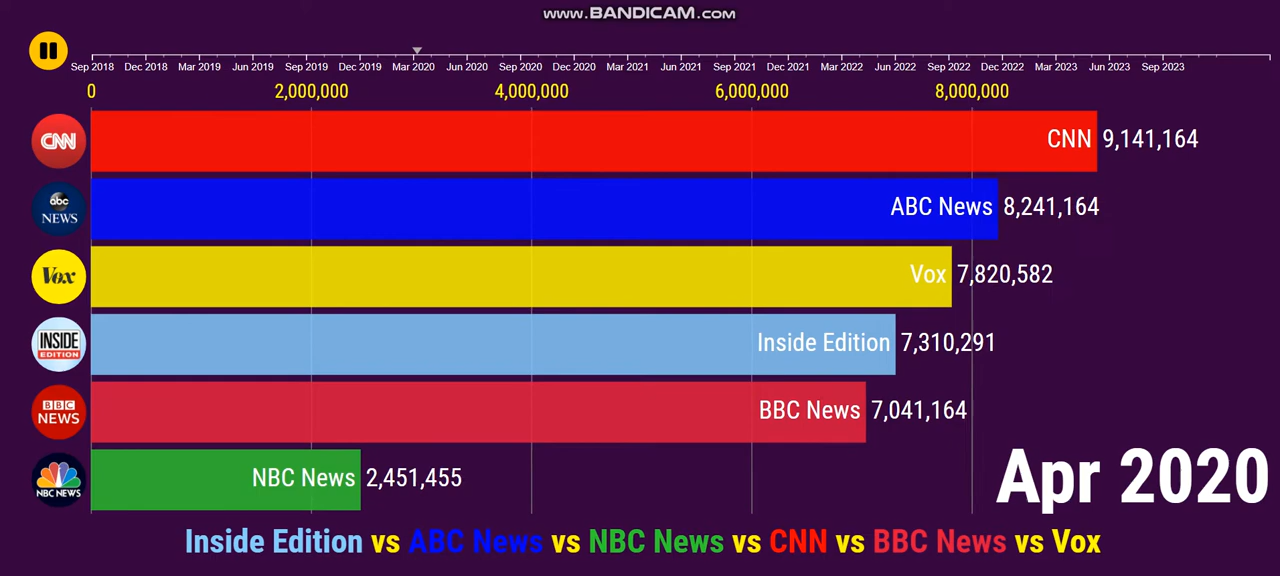 www.BANDICAM.com
Sep 2018 Dec 2018 Mar 2019 Jun 2019 Sep 2019 Dec 2019 Mar 2020 Jun 2020 Sep 2020 Dec 2020 Mar 2021 Jun 2021 Sep 2021 Dec 2021 Mar 2022 Jun 2022 Sep 2022 Dec 2022 Mar 2023 Jun 2023 Sep 2023
0 2,000,000 4,000,000 6,000,000 8,000,000
CNN CNN 9,141,164
abc NEWS ABC News 8,241,164
Vox Vox 7,820,582
INSIDE EDITION Inside Edition 7,310,291
BBC NEWS BBC News 7,041,164
NBC NEWS NBC News 2,451,455
Apr 2020
Inside Edition vs ABC News vs NBC News vs CNN vs BBC News vs Vox